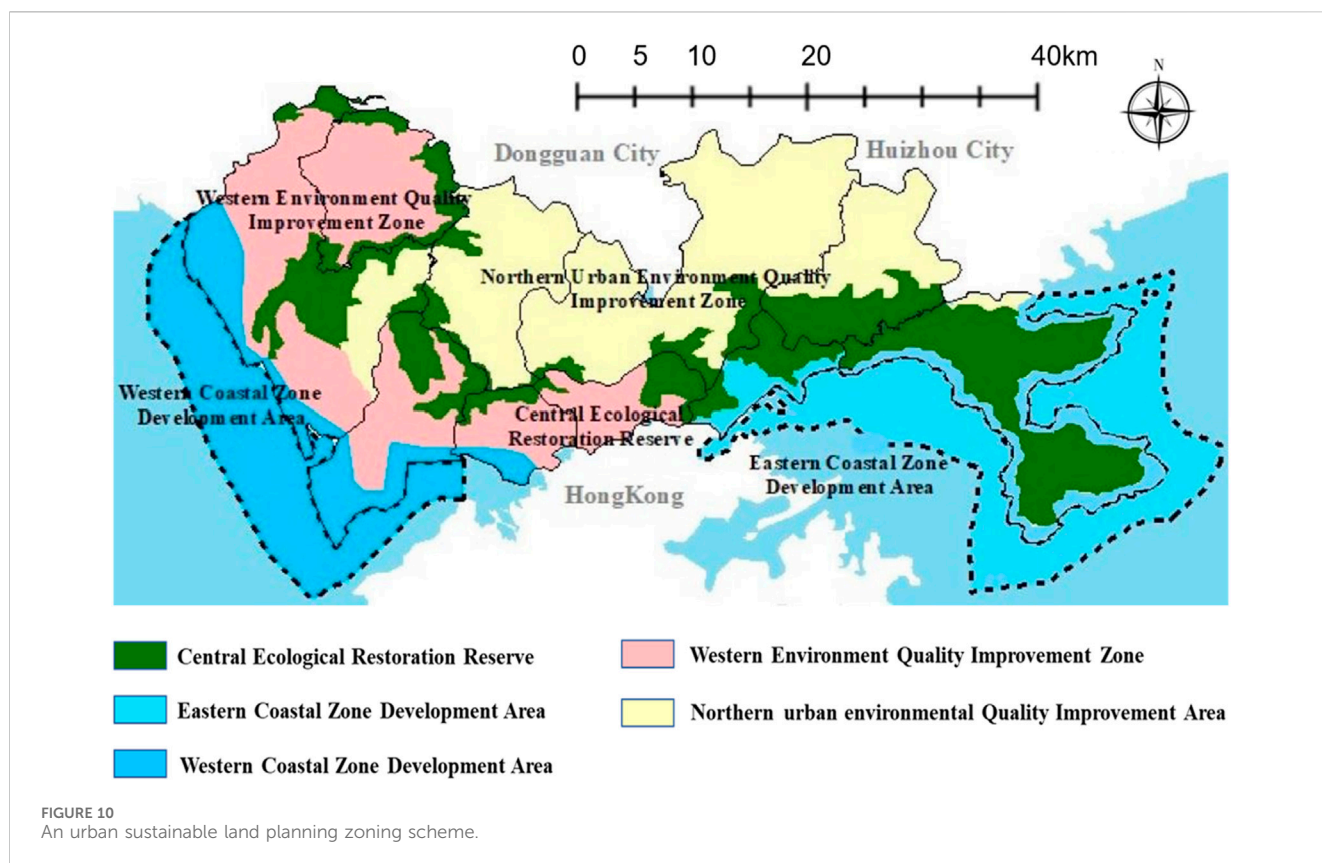 0 5 10 20 40km
N
Dongguan City
Huizhou City
Western Environment Quality
Improvement Zone
Northern Urban Environment Quality
Improvement Zone
Western Coastal Zone
Development Area
Central Ecological
Restoration Reserve
Eastern Coastal Zone
Development Area
HongKong
Central Ecological Restoration Reserve
Western Environment Quality Improvement Zone
Eastern Coastal Zone Development Area
Northern urban environmental Quality Improvement Area
Western Coastal Zone Development Area
FIGURE 10
An urban sustainable land planning zoning scheme.